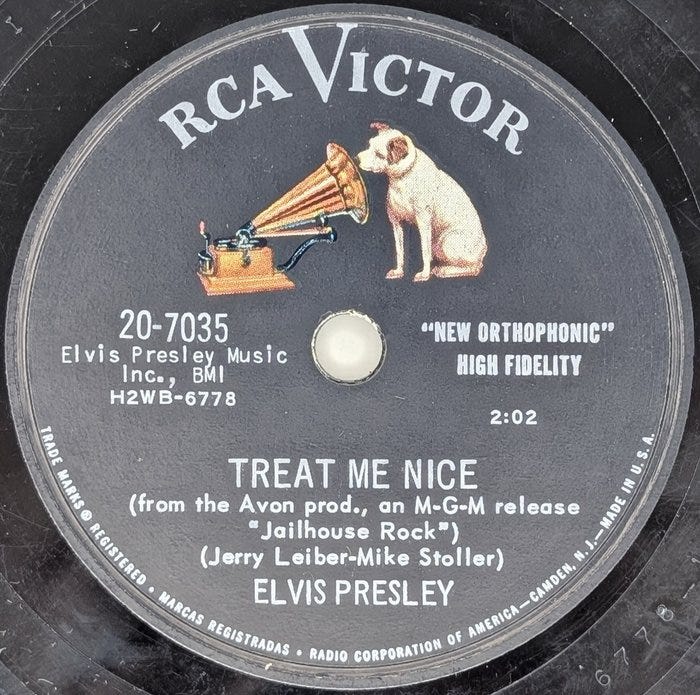 RCA VICTOR
20-7035
Elvis Presley Music
Inc., BMI
H2WB-6778
"NEW ORTHOPHONIC"
HIGH FIDELITY
2:02
TREAT ME NICE
(from the Avon prod., an M-G-M release
"Jailhouse Rock")
(Jerry Leiber-Mike Stoller)
ELVIS PRESLEY
TRADE MARKS ® REGISTERED • MARCAS REGISTRADAS • RADIO CORPORATION OF AMERICA—CAMDEN, N. J.—MADE IN U. S. A.
6778